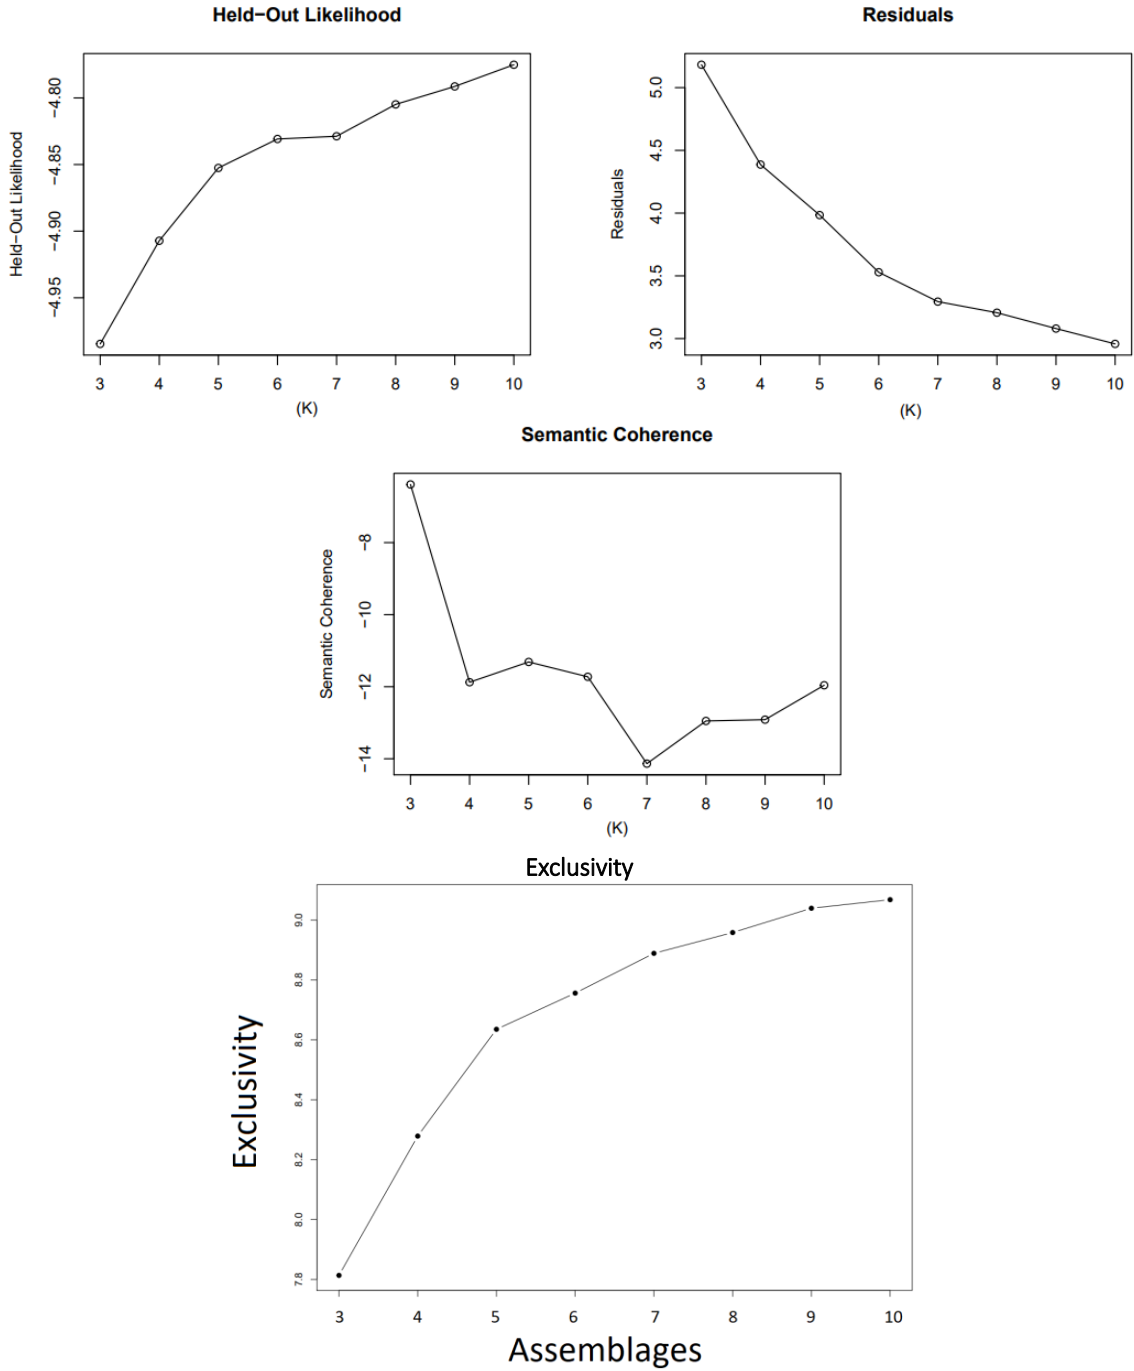 Held−Out Likelihood
Held−Out Likelihood
−4.80
−4.85
−4.90
−4.95
3 4 5 6 7 8 9 10
(K)
Residuals
Residuals
5.0
4.5
4.0
3.5
3.0
3 4 5 6 7 8 9 10
(K)
Semantic Coherence
Semantic Coherence
−8
−10
−12
−14
3 4 5 6 7 8 9 10
(K)
Exclusivity
Exclusivity
9.0
8.8
8.6
8.4
8.2
8.0
7.8
3 4 5 6 7 8 9 10
Assemblages